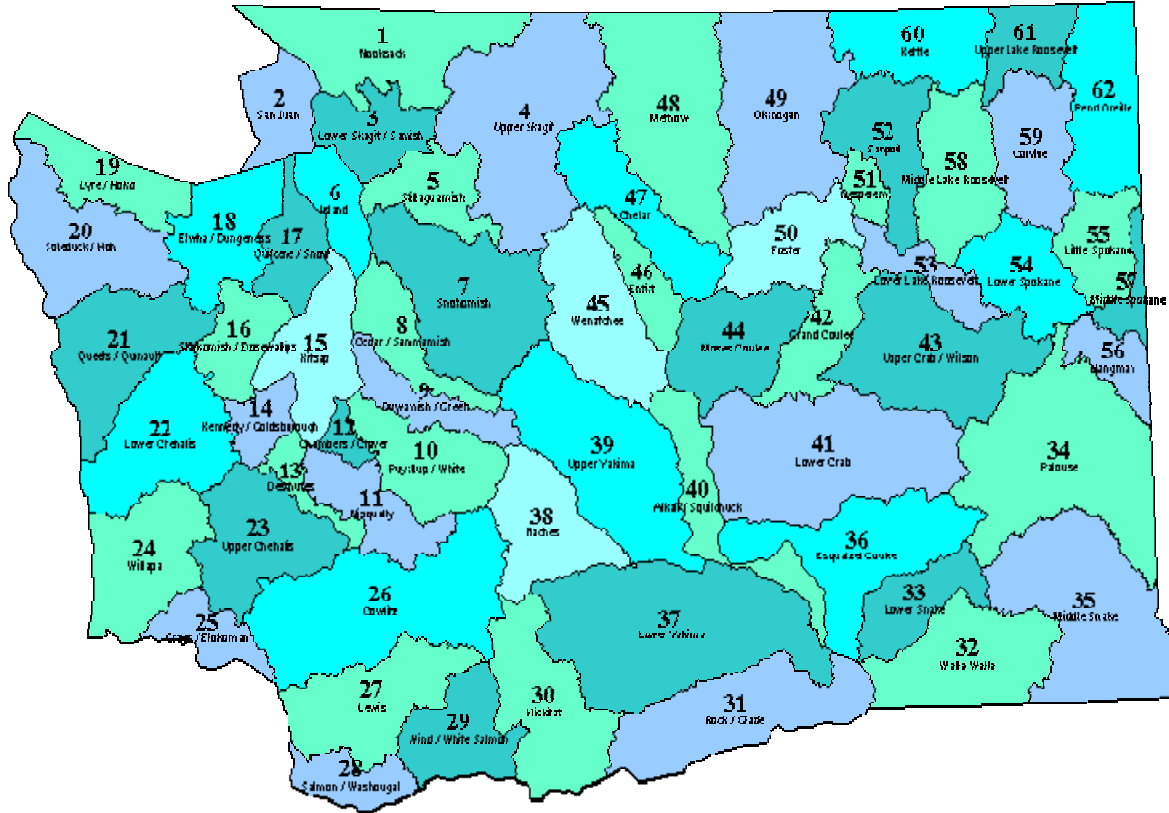 1
Nooksack
2
San Juan
3
Lower Skagit / Samish
4
Upper Skagit
5
Stillaguamish
6
Island
7
Snohomish
8
Cedar / Sammamish
9
Duwamish / Green
10
Puyallup / White
11
Nisqually
12
Chambers / Clover
13
Deschutes
14
Kennedy / Goldsborough
15
Kitsap
16
Skokomish / Dosewallips
17
Quilcene / Snow
18
Elwha / Dungeness
19
Lyre / Hoko
20
Soleduck / Hoh
21
Queets / Quinault
22
Lower Chehalis
23
Upper Chehalis
24
Willapa
25
Grays / Elokoman
26
Cowlitz
27
Lewis
28
Salmon / Washougal
29
Wind / White Salmon
30
Klickitat
31
Rock / Glade
32
Walla Walla
33
Lower Snake
34
Palouse
35
Middle Snake
36
Esquatzel Coulee
37
Lower Yakima
38
Naches
39
Upper Yakima
40
Alkali / Squilchuck
41
Lower Crab
42
Grand Coulee
43
Upper Crab / Wilson
44
Moses Coulee
45
Wenatchee
46
Entiat
47
Chelan
48
Methow
49
Okanogan
50
Foster
51
Nespelem
52
Sanpoil
53
Lower Lake Roosevelt
54
Lower Spokane
55
Little Spokane
56
Hangman
57
Middle Spokane
58
Middle Lake Roosevelt
59
Colville
60
Kettle
61
Upper Lake Roosevelt
62
Pend Oreille